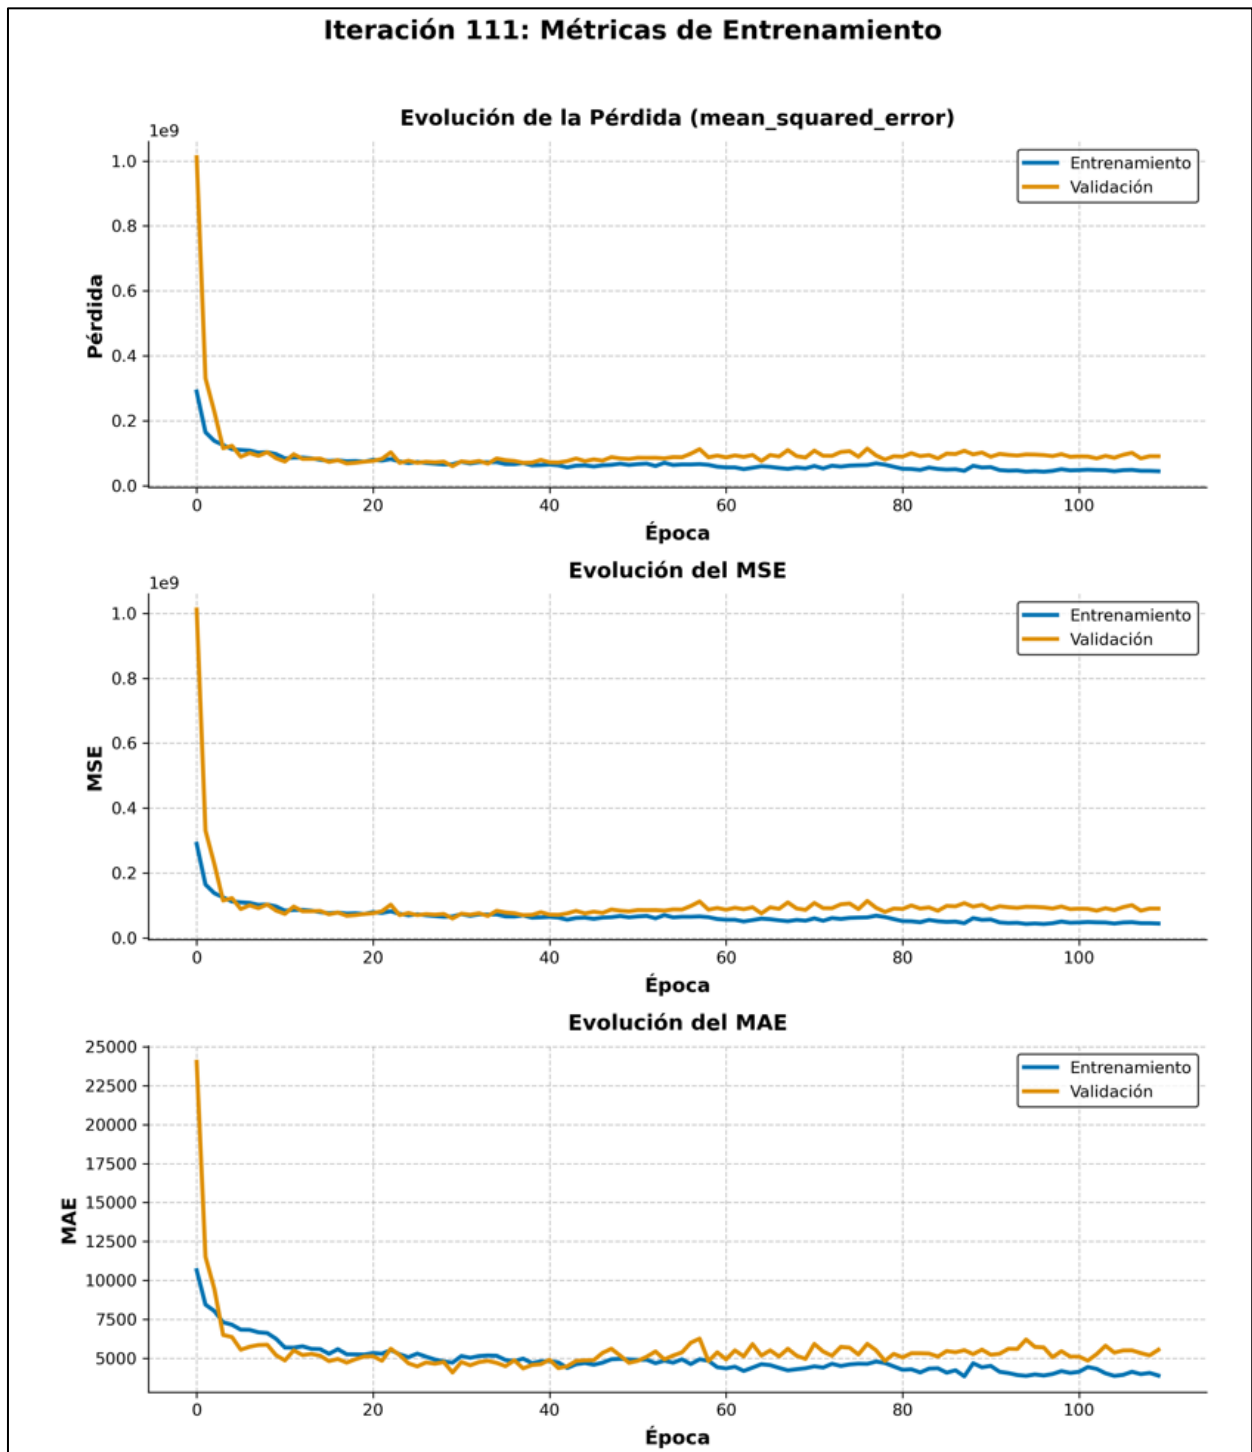 Iteración 111: Métricas de Entrenamiento
Evolución de la Pérdida (mean_squared_error)
1e9
1.0
0.8
0.6
0.4
0.2
0.0
Pérdida
Entrenamiento
Validación
0 20 40 60 80 100
Época
Evolución del MSE
1e9
1.0
0.8
0.6
0.4
0.2
0.0
MSE
Entrenamiento
Validación
0 20 40 60 80 100
Época
Evolución del MAE
25000
22500
20000
17500
15000
12500
10000
7500
5000
MAE
Entrenamiento
Validación
0 20 40 60 80 100
Época